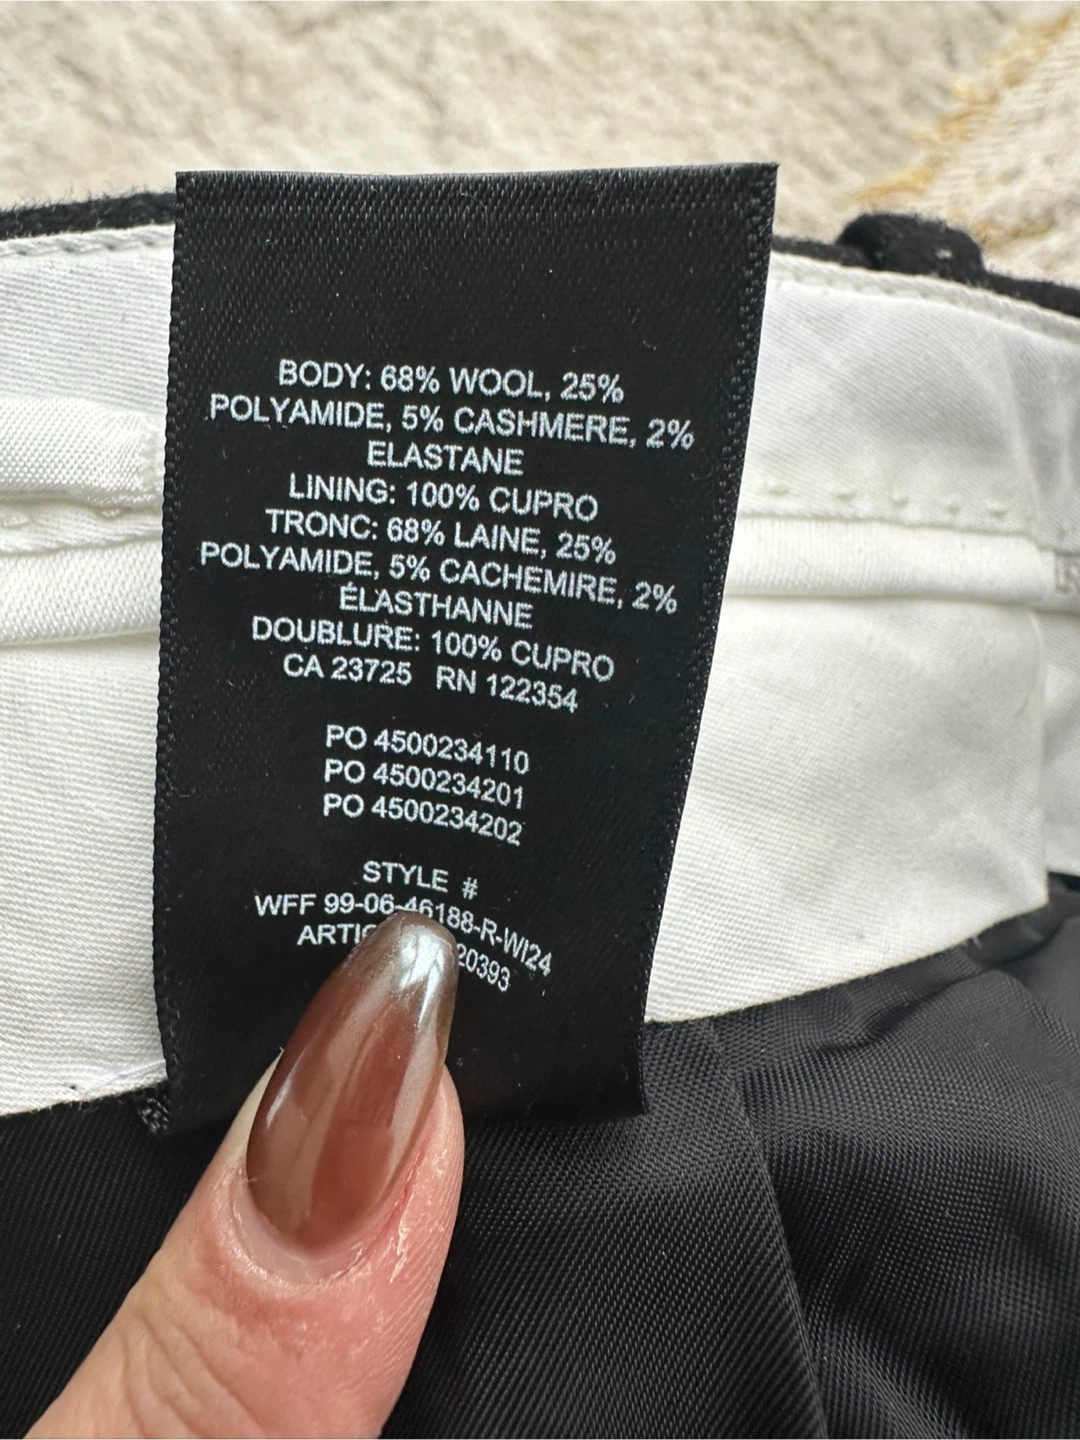 BODY: 68% WOOL, 25%
POLYAMIDE, 5% CASHMERE, 2%
ELASTANE
LINING: 100% CUPRO
TRONC: 68% LAINE, 25%
POLYAMIDE, 5% CACHEMIRE, 2%
ÉLASTHANNE
DOUBLURE: 100% CUPRO
CA 23725 RN 122354
PO 4500234110
PO 4500234201
PO 4500234202
STYLE #
WFF 99-06-46188-R-WI24